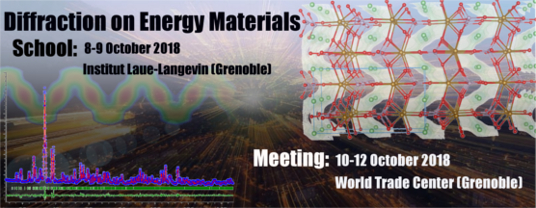 Diffraction on Energy Materials
School: 8-9 October 2018
Institut Laue-Langevin (Grenoble)
Meeting: 10-12 October 2018
World Trade Center (Grenoble)